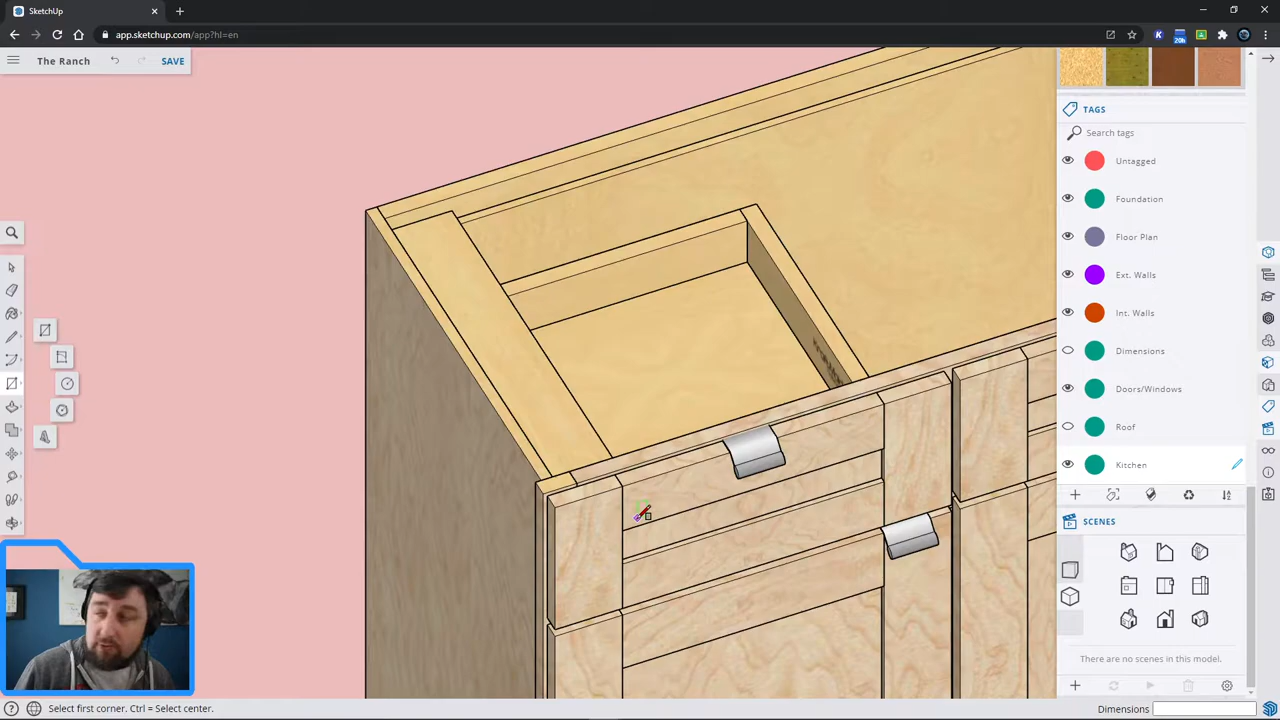 SketchUp
app.sketchup.com/app?hl=en
20h
The Ranch
SAVE
TAGS
Search tags
Untagged
Foundation
Floor Plan
Ext. Walls
Int. Walls
Dimensions
Doors/Windows
Roof
Kitchen
SCENES
There are no scenes in this model.
Select first corner. Ctrl = Select center.
Dimensions